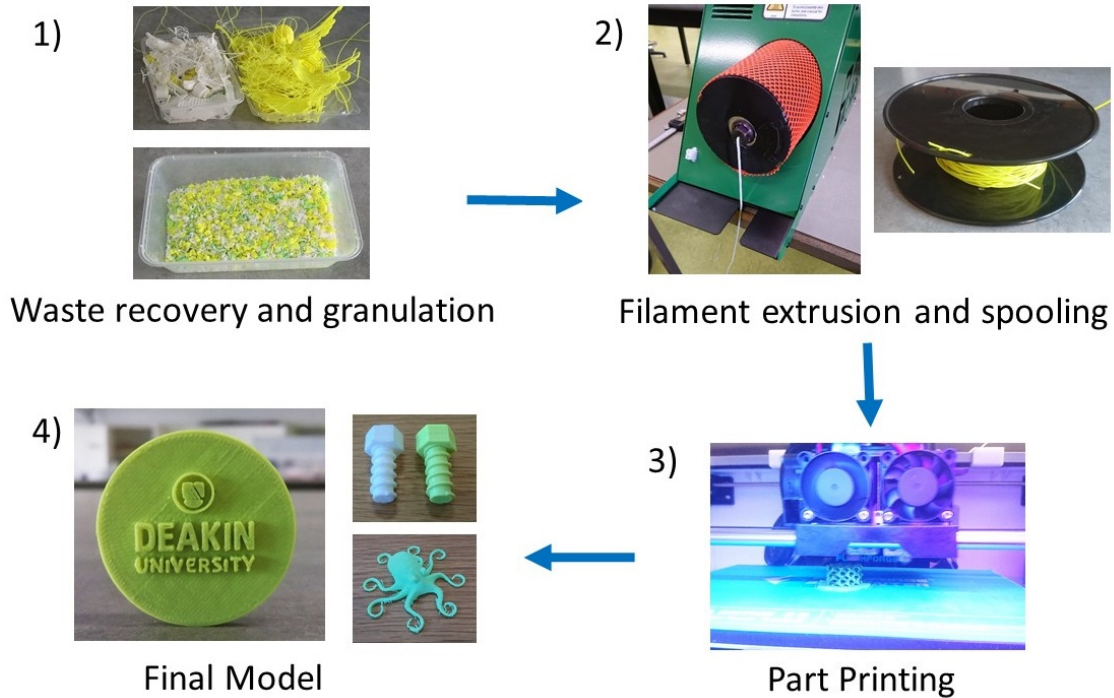 1)
2)
Waste recovery and granulation
Filament extrusion and spooling
4)
DEAKIN
UNIVERSITY
3)
Final Model
Part Printing